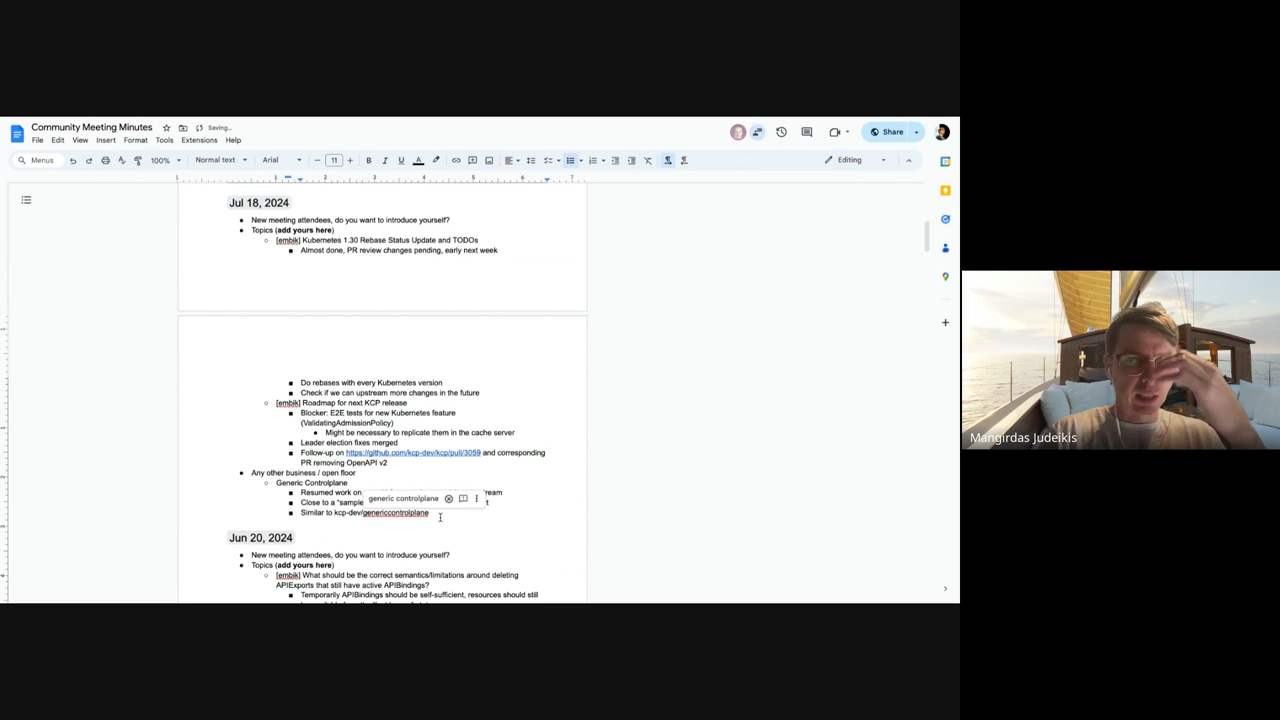 Community Meeting Minutes
Saving...
File Edit View Insert Format Tools Extensions Help
Share
Menus
100%
Normal text
Arial
11
Editing
1 1 2 3 4 5 6 7
Jul 18, 2024
New meeting attendees, do you want to introduce yourself?
Topics (add yours here)
[embik] Kubernetes 1.30 Rebase Status Update and TODOs
Almost done, PR review changes pending, early next week
Do rebases with every Kubernetes version
Check if we can upstream more changes in the future
[embik] Roadmap for next KCP release
Blocker: E2E tests for new Kubernetes feature
(ValidatingAdmissionPolicy)
Might be necessary to replicate them in the cache server
Leader election fixes merged
Follow-up on https://github.com/kcp-dev/kcp/pull/3059 and corresponding
PR removing OpenAPI v2
Any other business / open floor
Generic Controlplane
Resumed work on
generic controlplane
Close to a "sample
Similar to kcp-dev/genericcontrolplane
Jun 20, 2024
New meeting attendees, do you want to introduce yourself?
Topics (add yours here)
[embik] What should be the correct semantics/limitations around deleting
APIExports that still have active APIBindings?
Temporarily APIBindings should be self-sufficient, resources should still
Mangirdas Judeikis